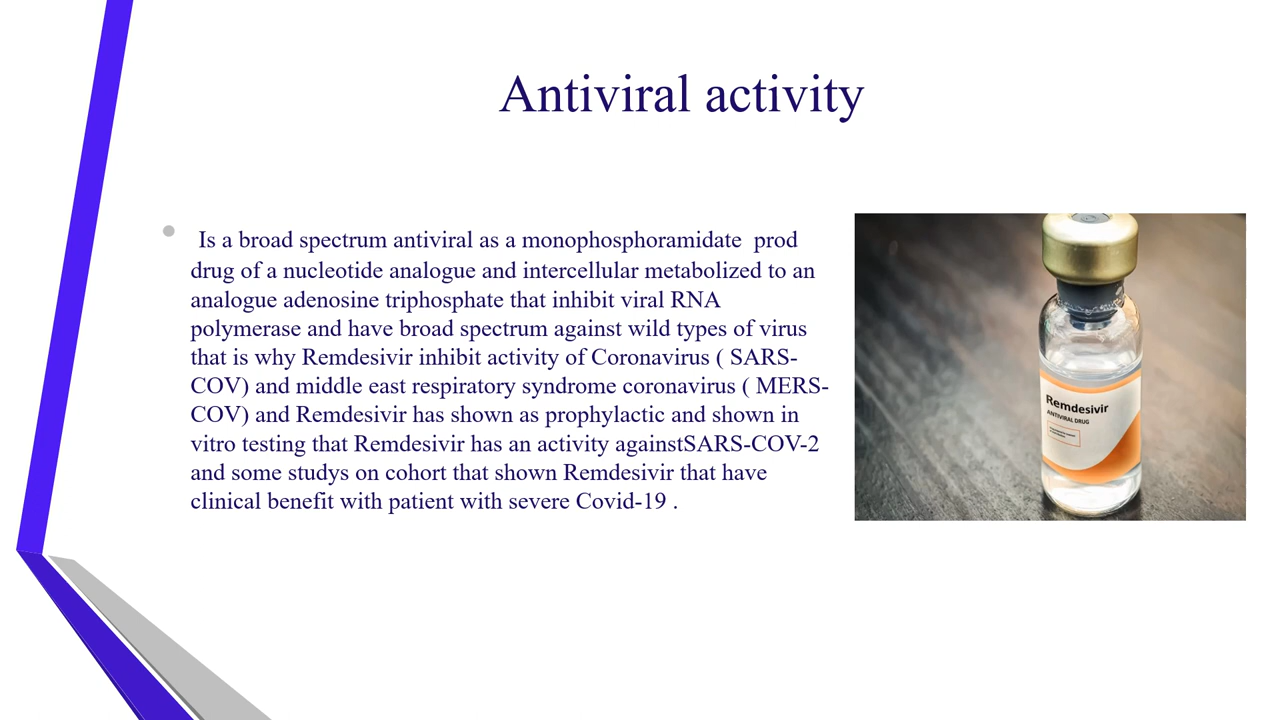 Antiviral activity
Is a broad spectrum antiviral as a monophosphoramidate prod
drug of a nucleotide analogue and intercellular metabolized to an
analogue adenosine triphosphate that inhibit viral RNA
polymerase and have broad spectrum against wild types of virus
that is why Remdesivir inhibit activity of Coronavirus ( SARS-
COV) and middle east respiratory syndrome coronavirus ( MERS-
COV) and Remdesivir has shown as prophylactic and shown in
vitro testing that Remdesivir has an activity againstSARS-COV-2
and some studys on cohort that shown Remdesivir that have
clinical benefit with patient with severe Covid-19 .
Remdesivir
ANTIVIRAL DRUG